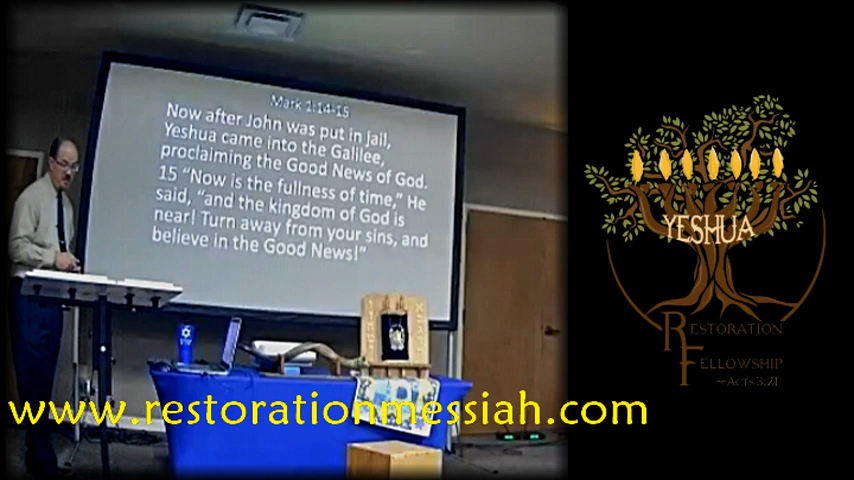 Mark 1:14-15
Now after John was put in jail,
Yeshua came into the Galilee,
proclaiming the Good News of God.
15 “Now is the fullness of time,” He
said, “and the kingdom of God is
near! Turn away from your sins, and
believe in the Good News!”
YESHUA
RESTORATION
FELLOWSHIP
~ACTS 3:21
www.restorationmessiah.com